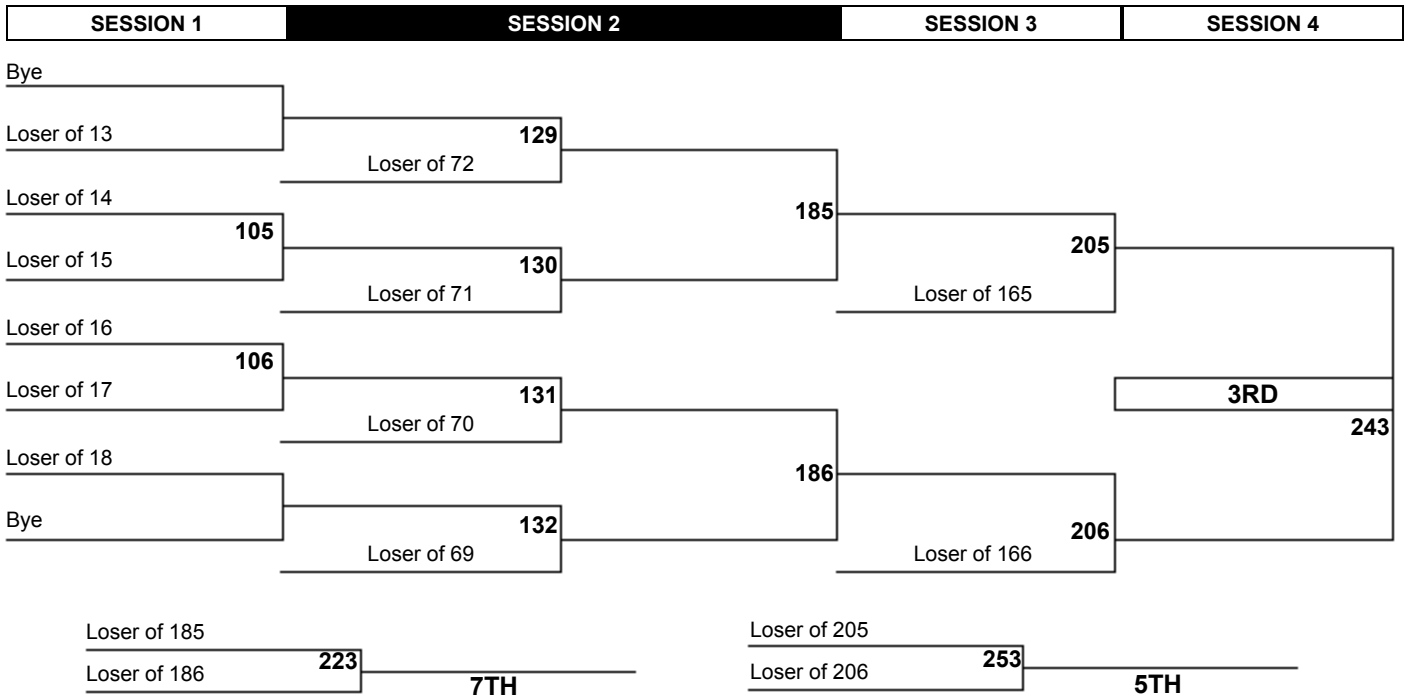 SESSION 1 SESSION 2 SESSION 3 SESSION 4
Bye
Loser of 13
129
Loser of 72
Loser of 14
185
105
205
Loser of 15
130
Loser of 71
Loser of 165
Loser of 16
106
Loser of 17
131
3RD
Loser of 70
243
Loser of 18
186
Bye
132
206
Loser of 69
Loser of 166
Loser of 185
223
Loser of 186
7TH
Loser of 205
253
Loser of 206
5TH